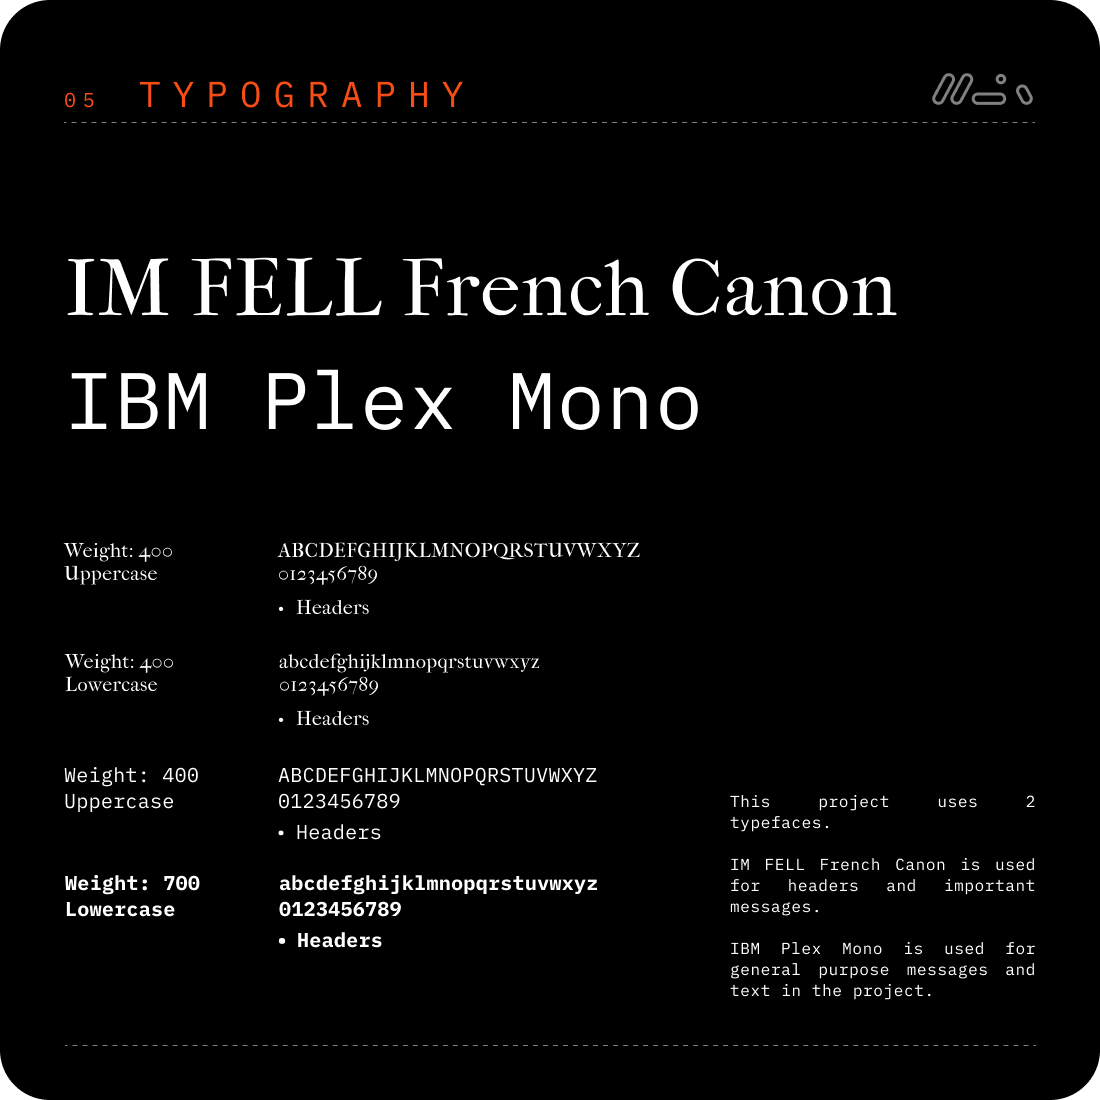 05 TYPOGRAPHY
IM FELL French Canon
IBM Plex Mono
Weight: 400
Uppercase
ABCDEFGHIJKLMNOPQRSTUVWXYZ
0123456789
• Headers
Weight: 400
Lowercase
abcdefghijklmnopqrstuvwxyz
0123456789
• Headers
Weight: 400
Uppercase
ABCDEFGHIJKLMNOPQRSTUVWXYZ
0123456789
• Headers
Weight: 700
Lowercase
abcdefghijklmnopqrstuvwxyz
0123456789
• Headers
This project uses 2
typefaces.
IM FELL French Canon is used
for headers and important
messages.
IBM Plex Mono is used for
general purpose messages and
text in the project.